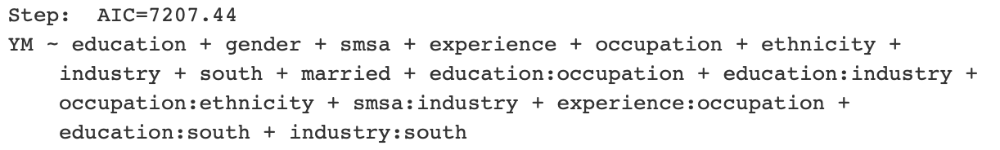 Step:  AIC=7207.44
YM ~ education + gender + smsa + experience + occupation + ethnicity +
    industry + south + married + education:occupation + education:industry +
    occupation:ethnicity + smsa:industry + experience:occupation +
    education:south + industry:south